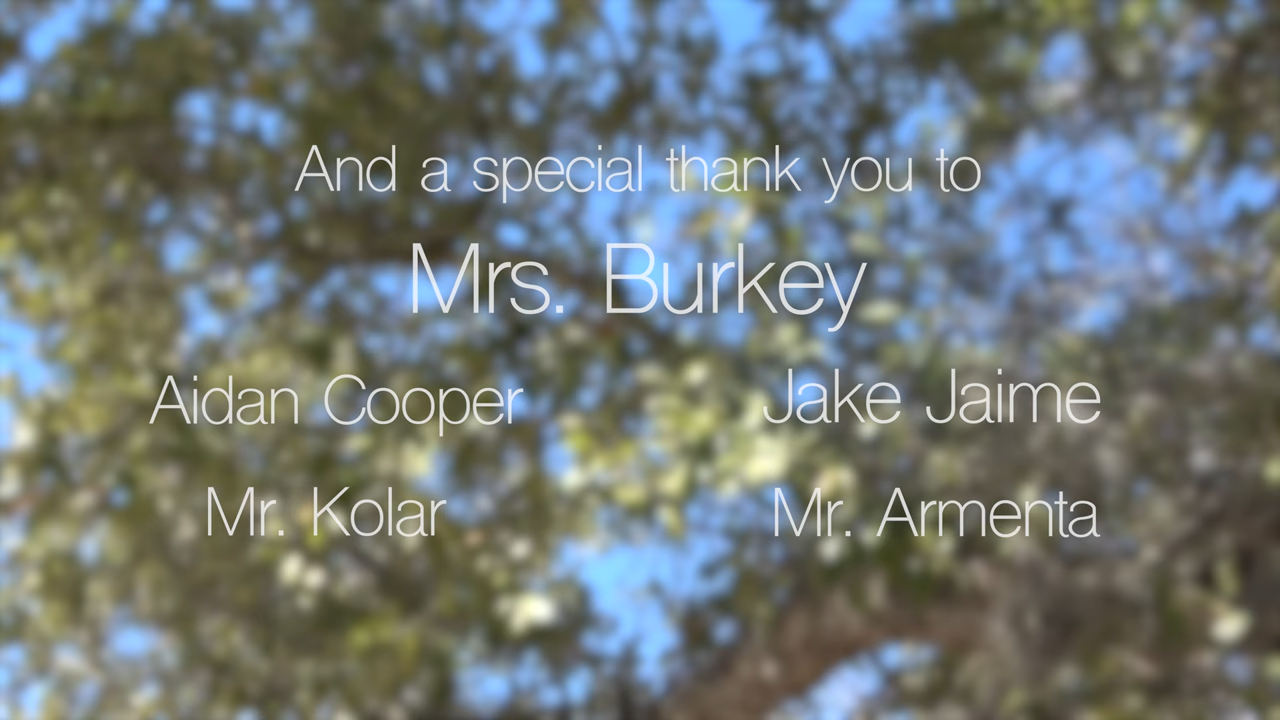 And a special thank you to
Mrs. Burkey
Aidan Cooper
Jake Jaime
Mr. Kolar
Mr. Armenta